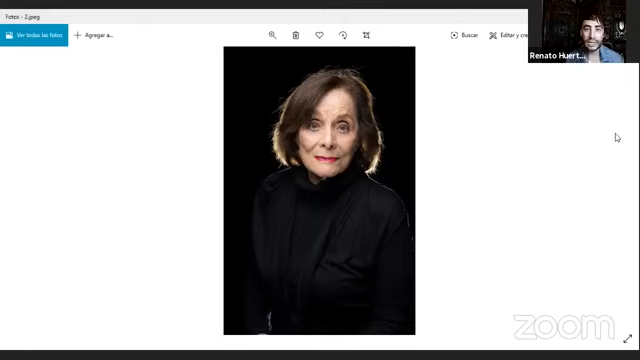 Fotos - 2.jpeg
Ver todas las fotos
Agregar a...
Buscar
Editar y cre
Renato Huert...
zoom